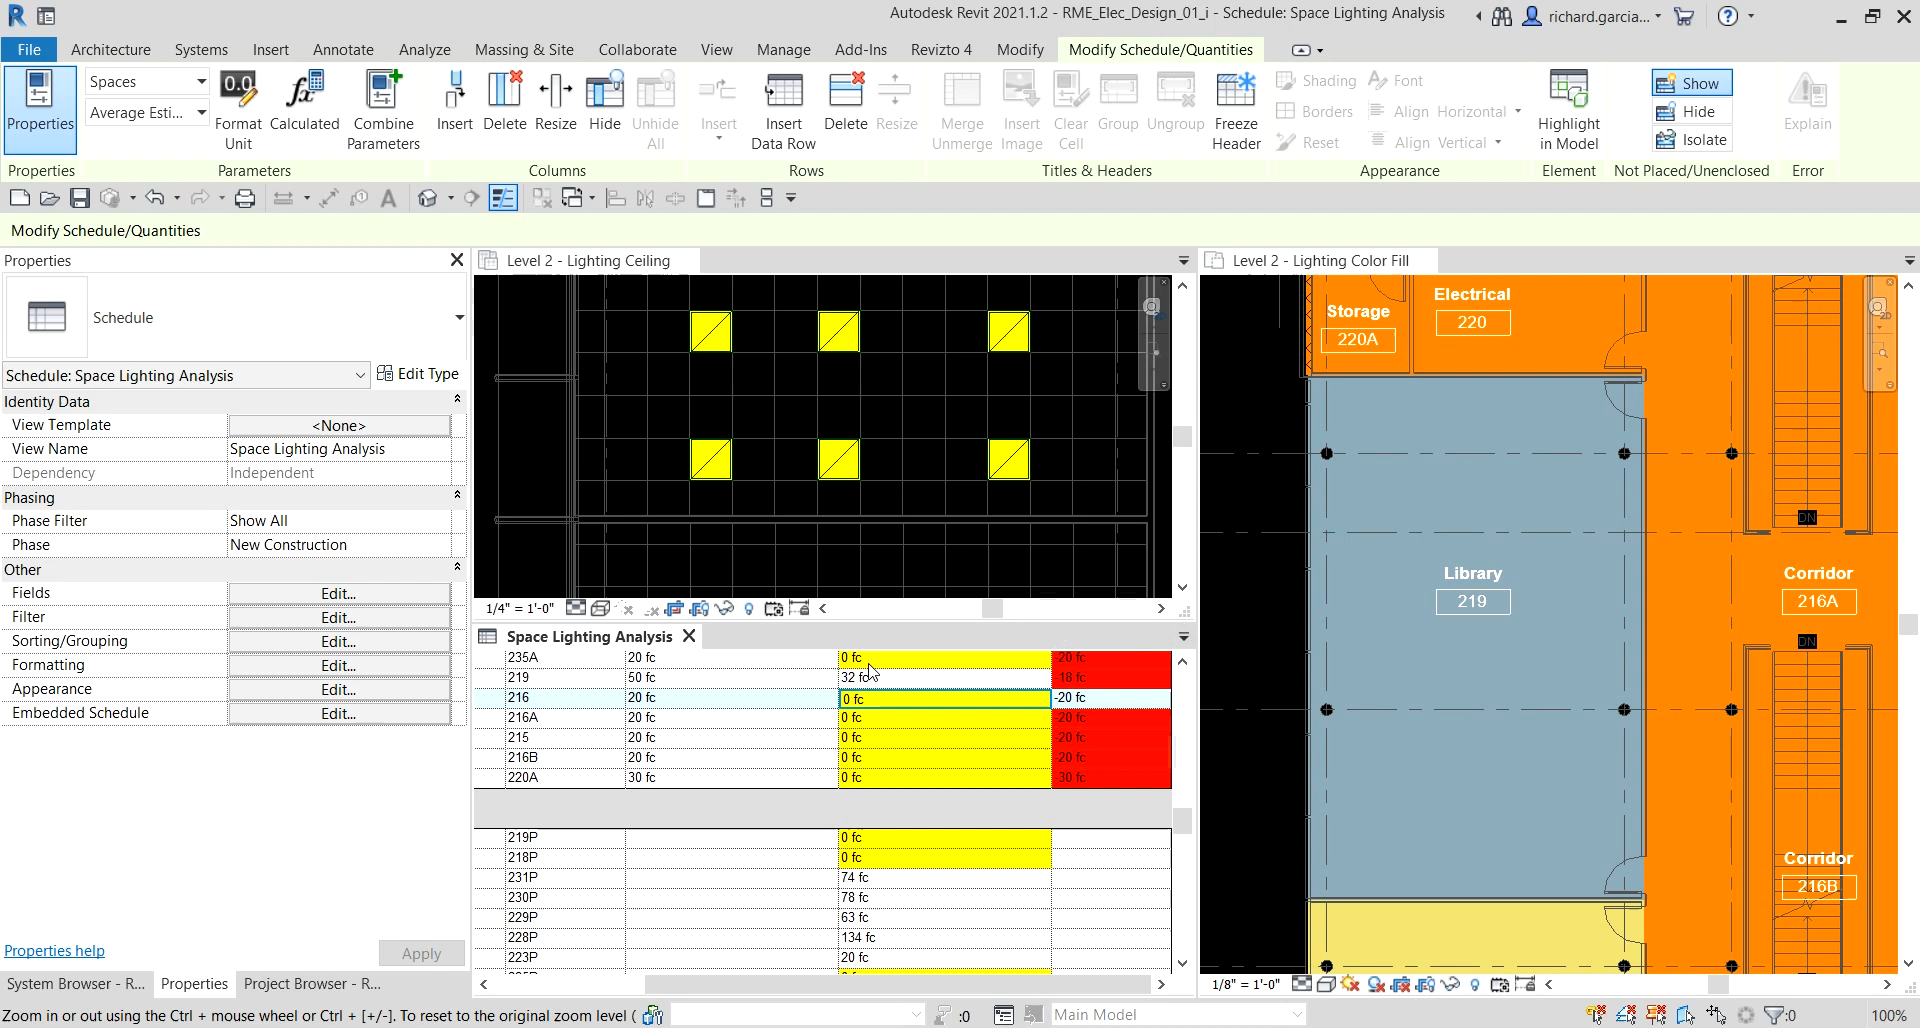 Autodesk Revit 2021.1.2 - RME_Elec_Design_01_i - Schedule: Space Lighting Analysis
richard.garcia...
File Architecture Systems Insert Annotate Analyze Massing & Site Collaborate View Manage Add-Ins Revizto 4 Modify Modify Schedule/Quantities
Spaces
Average Esti...
Properties
0.0
Format Unit
Calculated
Combine Parameters
Insert Delete Resize Hide Unhide All
Insert
Insert Data Row
Delete Resize
Merge Unmerge
Insert Image
Clear Cell
Group Ungroup
Freeze Header
Shading
Borders
Reset
Font
Align Horizontal
Align Vertical
Highlight in Model
Show
Hide
Isolate
Explain
Properties Parameters Columns Rows Titles & Headers Appearance Element Not Placed/Unenclosed Error
Modify Schedule/Quantities
Properties
Schedule
Schedule: Space Lighting Analysis
Edit Type
Identity Data
View Template <None>
View Name Space Lighting Analysis
Dependency Independent
Phasing
Phase Filter Show All
Phase New Construction
Other
Fields Edit...
Filter Edit...
Sorting/Grouping Edit...
Formatting Edit...
Appearance Edit...
Embedded Schedule Edit...
Properties help
Apply
System Browser - R... Properties Project Browser - R...
Level 2 - Lighting Ceiling
1/4" = 1'-0"
Space Lighting Analysis
235A 20 fc 0 fc -20 fc
219 50 fc 32 fc -18 fc
216 20 fc 0 fc -20 fc
216A 20 fc 0 fc -20 fc
215 20 fc 0 fc -20 fc
216B 20 fc 0 fc -20 fc
220A 30 fc 0 fc -30 fc
219P 0 fc
218P 0 fc
231P 74 fc
230P 78 fc
229P 63 fc
228P 134 fc
223P 20 fc
Level 2 - Lighting Color Fill
Storage
220A
Electrical
220
2D
DN
Library
219
Corridor
216A
DN
Corridor
216B
1/8" = 1'-0"
Zoom in or out using the Ctrl + mouse wheel or Ctrl + [+/-]. To reset to the original zoom level (
:0
Main Model
:0
100%